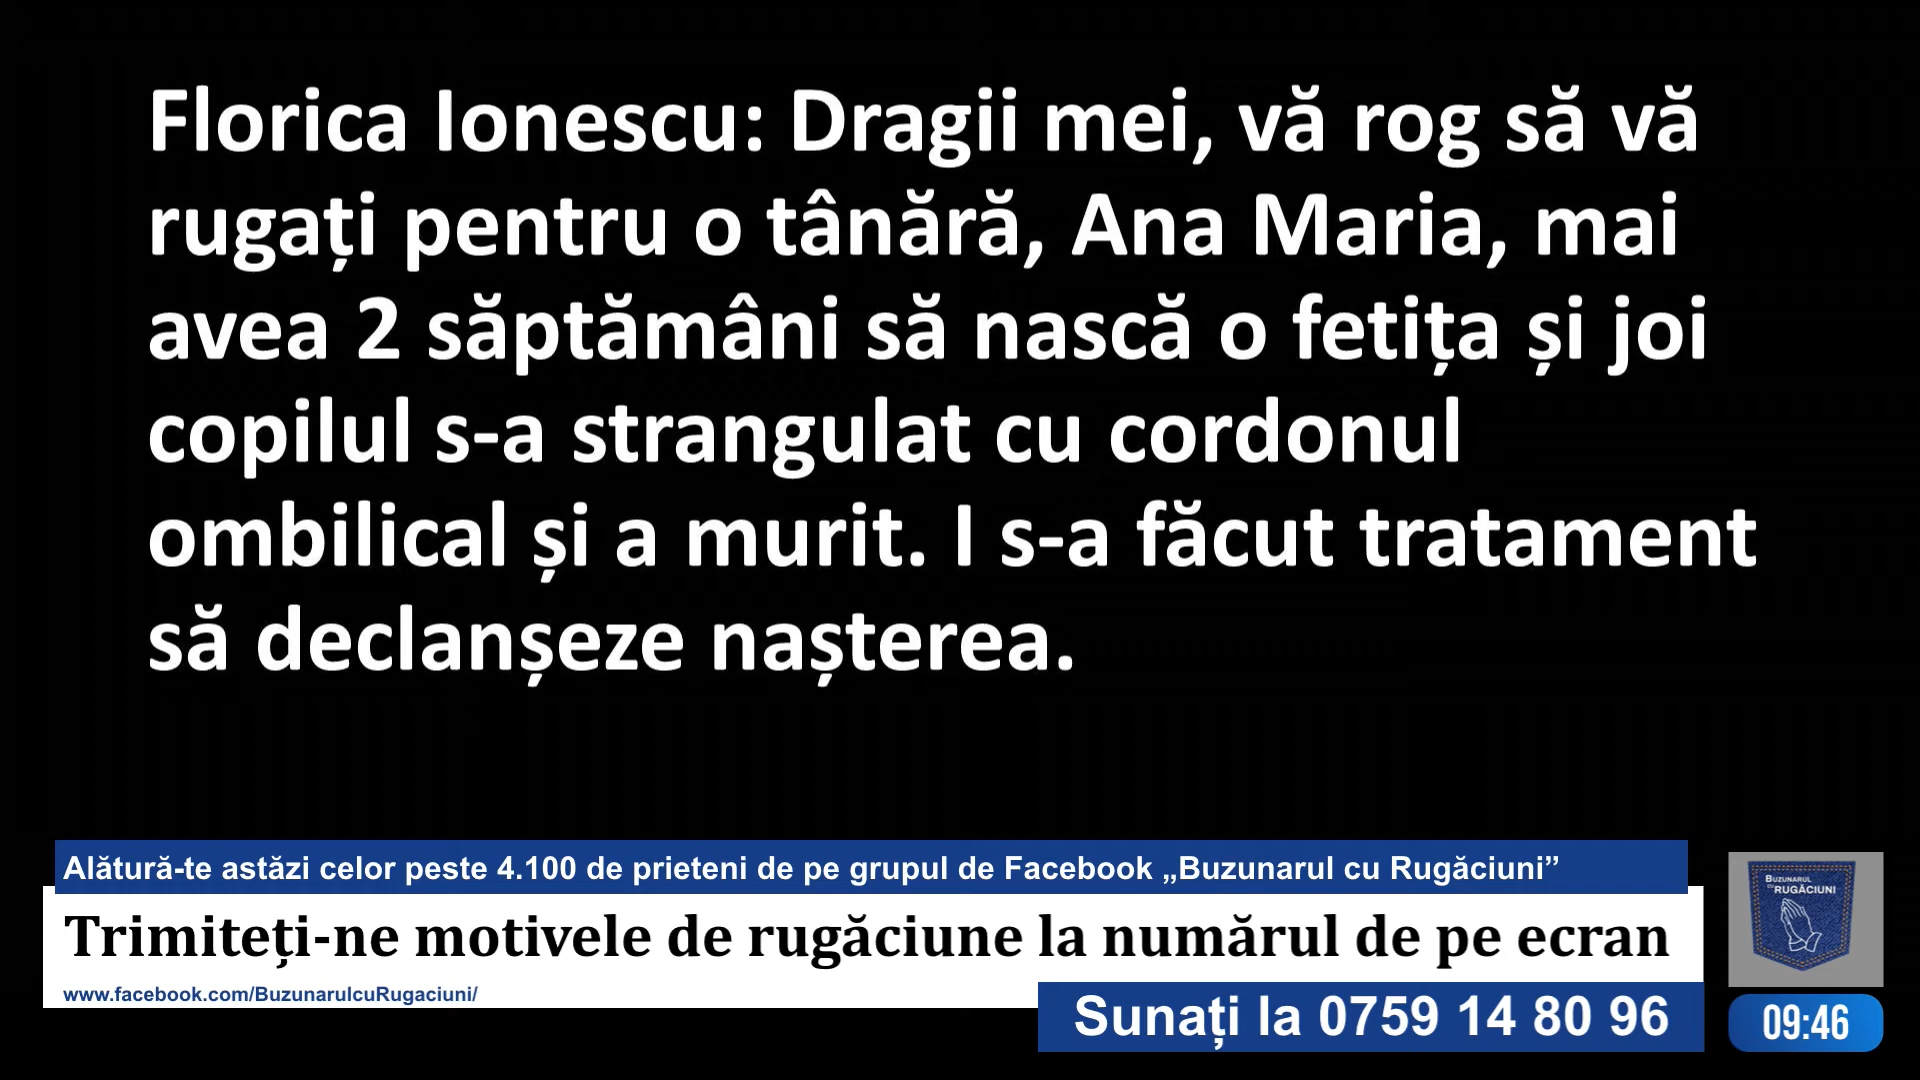 Florica Ionescu: Dragii mei, vă rog să vă
rugați pentru o tânără, Ana Maria, mai
avea 2 săptămâni să nască o fetița și joi
copilul s-a strangulat cu cordonul
ombilical și a murit. I s-a făcut tratament
să declanșeze nașterea.
Alătură-te astăzi celor peste 4.100 de prieteni de pe grupul de Facebook „Buzunarul cu Rugăciuni”
Trimiteți-ne motivele de rugăciune la numărul de pe ecran
www.facebook.com/BuzunarulcuRugaciuni/
Sunați la 0759 14 80 96
BUZUNARUL
CU RUGĂCIUNI
09:46